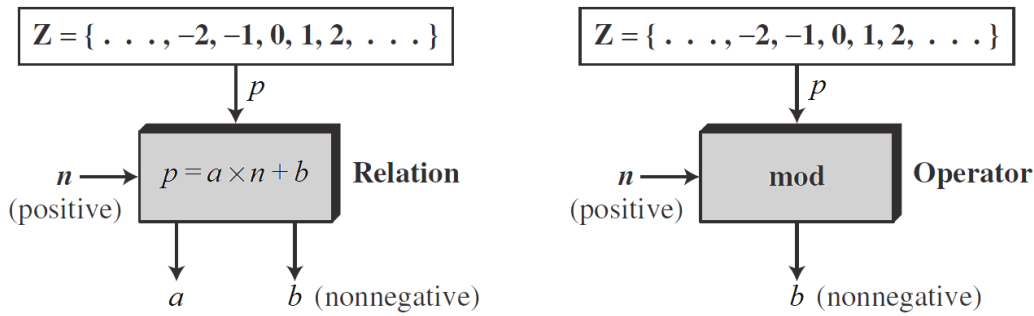 Z = { . . . , −2, −1, 0, 1, 2, . . . }
p
n
(positive)
p = a × n + b
Relation
a
b (nonnegative)
Z = { . . . , −2, −1, 0, 1, 2, . . . }
p
n
(positive)
mod
Operator
b (nonnegative)